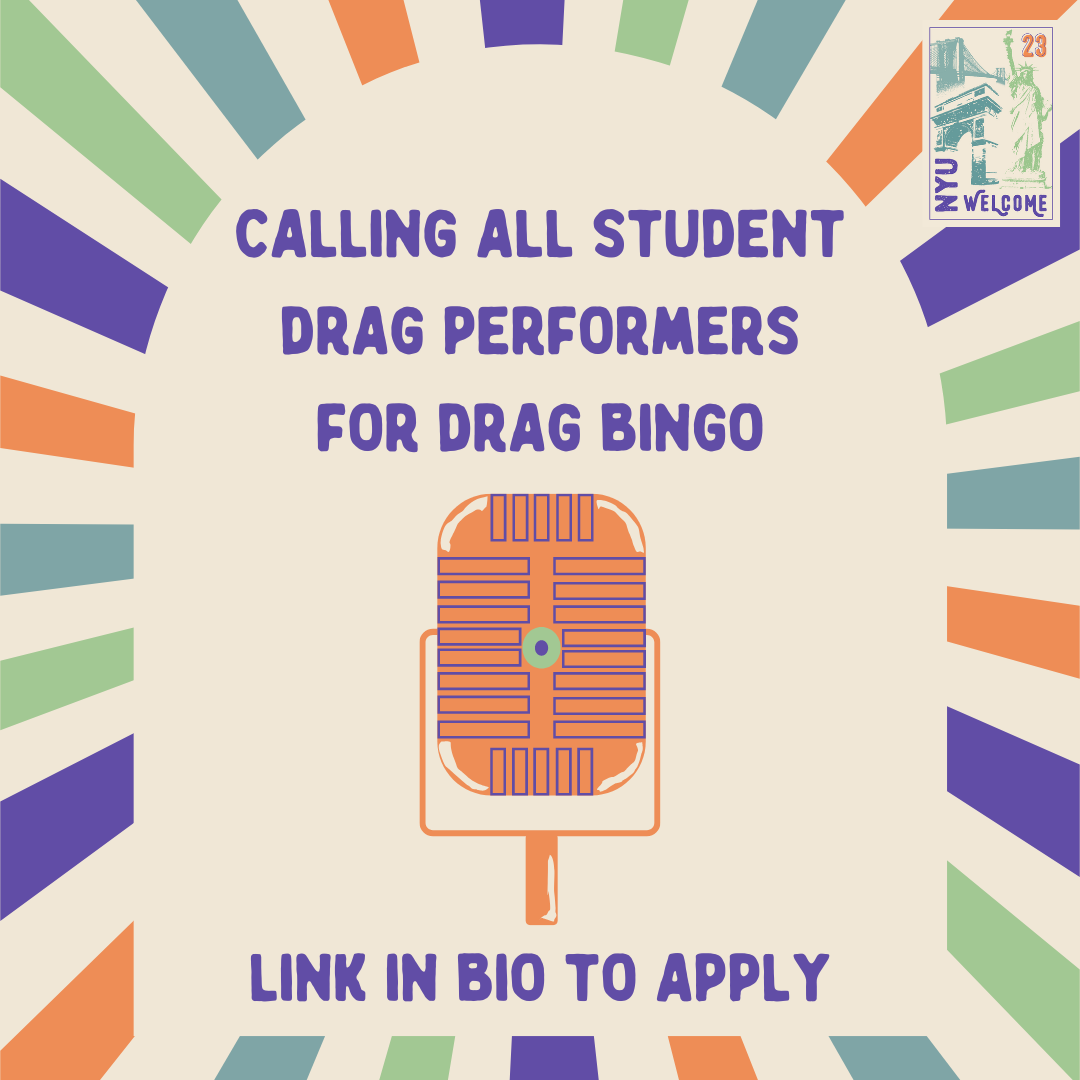 23
NYU
WELCOME
CALLING ALL STUDENT
DRAG PERFORMERS
FOR DRAG BINGO
LINK IN BIO TO APPLY